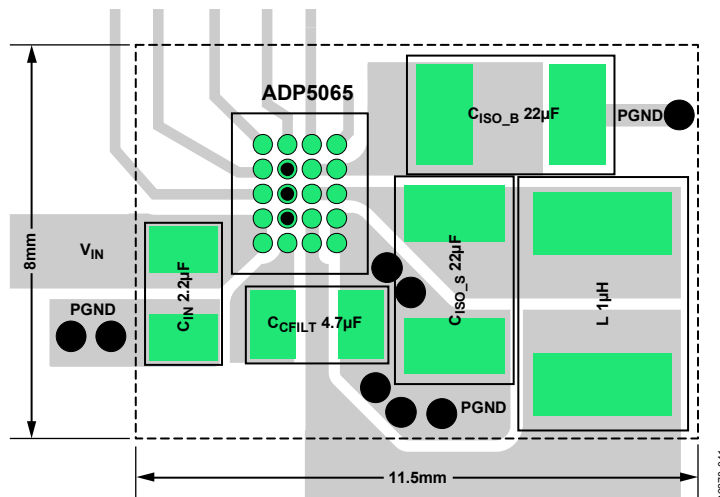 ADP5065
C_ISO_B 22µF
PGND
V_IN
8mm
PGND
C_IN 2.2µF
C_CFILT 4.7µF
C_ISO_S 22µF
L 1µH
PGND
11.5mm